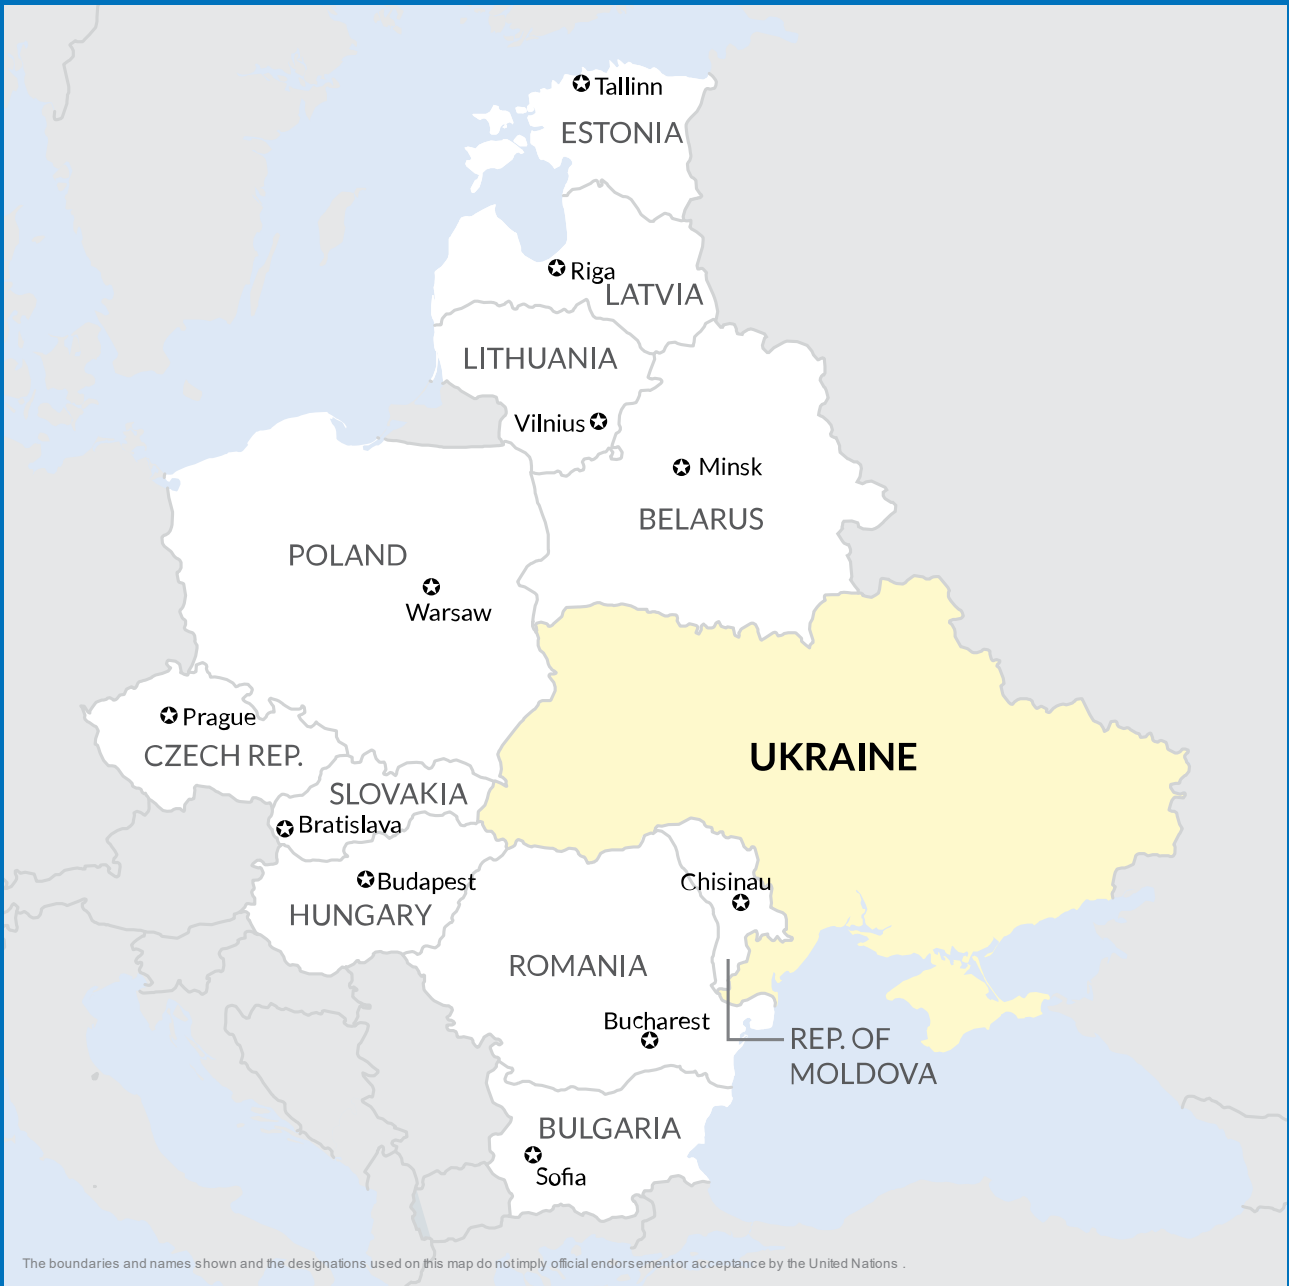 Tallinn
ESTONIA
Riga
LATVIA
LITHUANIA
Vilnius
Minsk
BELARUS
POLAND
Warsaw
Prague
CZECH REP.
UKRAINE
SLOVAKIA
Bratislava
Budapest
HUNGARY
Chisinau
ROMANIA
Bucharest
REP. OF
MOLDOVA
BULGARIA
Sofia
The boundaries and names shown and the designations used on this map do not imply official endorsement or acceptance by the United Nations .